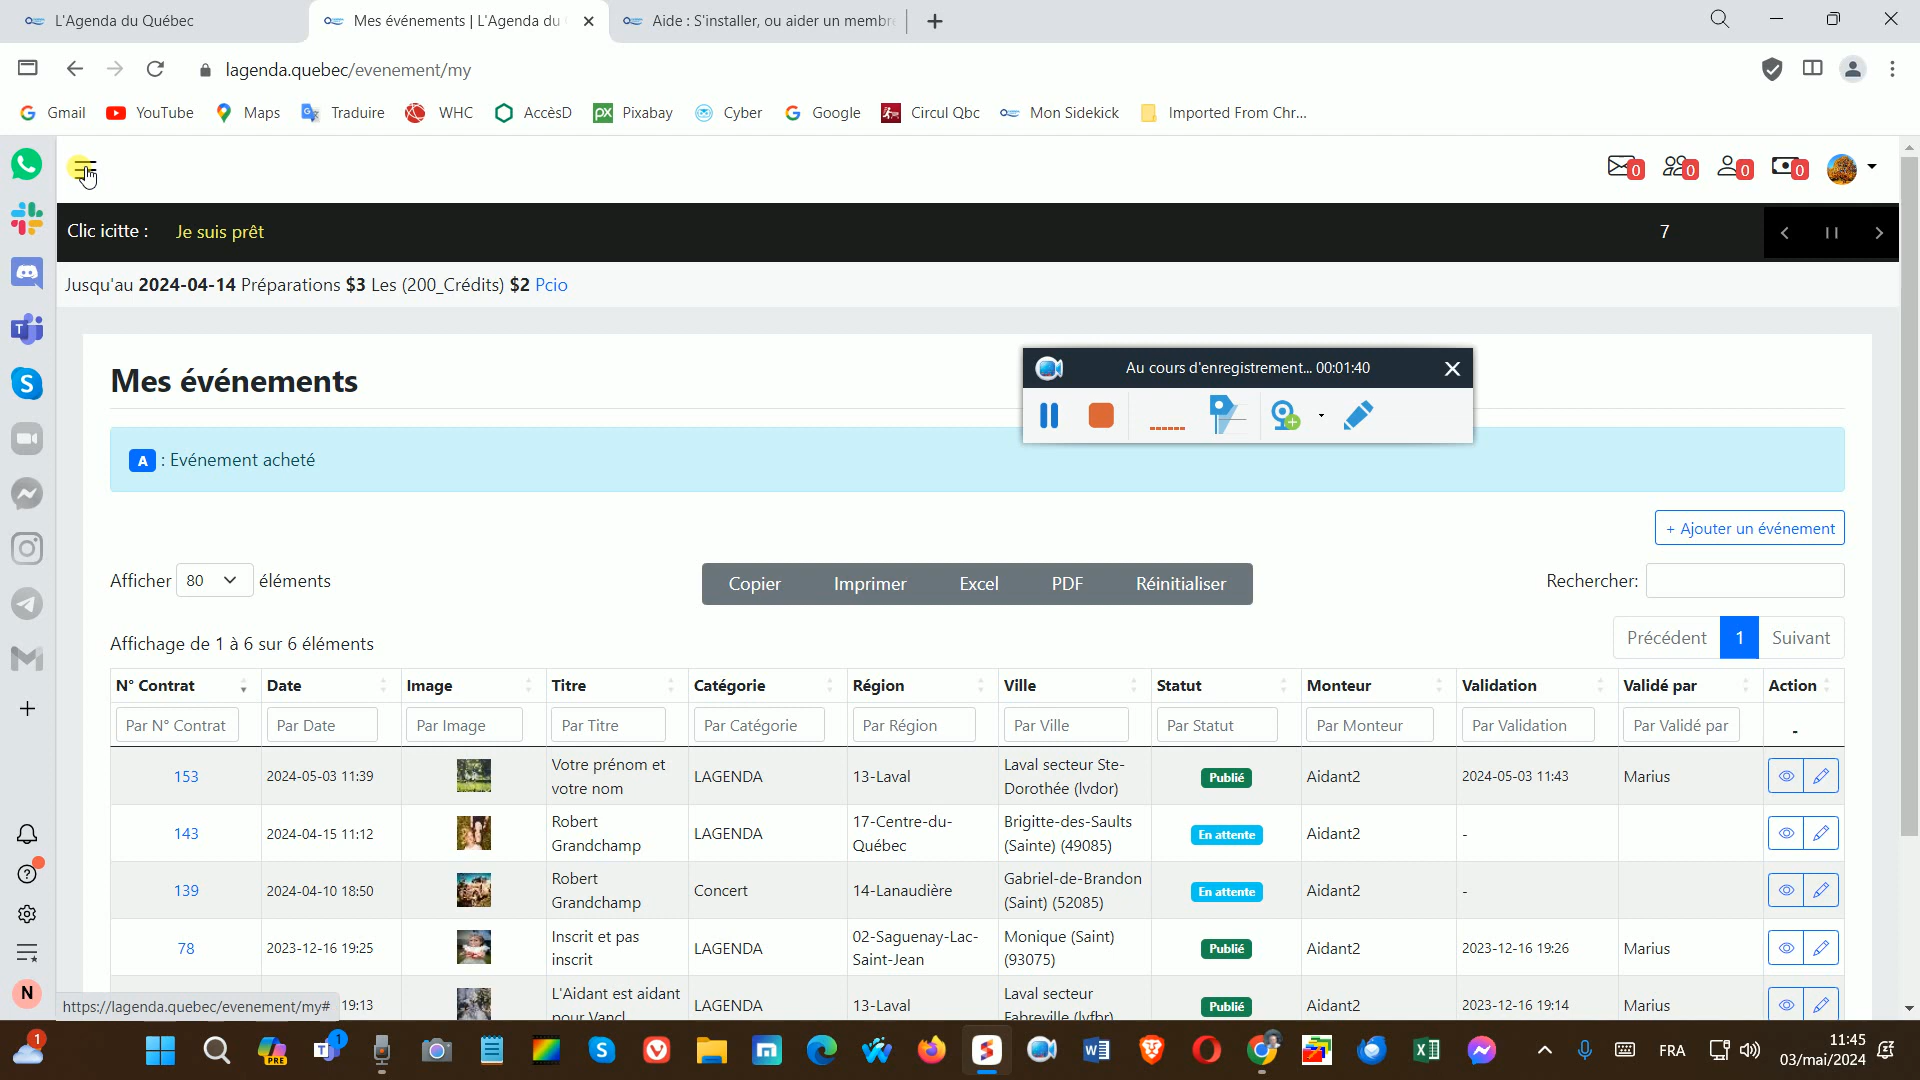 L'Agenda du Québec
Mes événements | L'Agenda du
Aide : S'installer, ou aider un membre
lagenda.quebec/evenement/my
Gmail YouTube Maps Traduire WHC AccèsD Pixabay Cyber Google Circul Qbc Mon Sidekick Imported From Chr...
0 0 0 0
Clic icitte : Je suis prêt 7
Jusqu'au 2024-04-14 Préparations $3 Les (200_Crédits) $2 Pcio
Au cours d'enregistrement... 00:01:40
Mes événements
A : Evénement acheté
+ Ajouter un événement
Afficher 80 éléments
Copier Imprimer Excel PDF Réinitialiser
Rechercher:
Affichage de 1 à 6 sur 6 éléments
Précédent 1 Suivant
N° Contrat Date Image Titre Catégorie Région Ville Statut Monteur Validation Validé par Action
Par N° Contrat Par Date Par Image Par Titre Par Catégorie Par Région Par Ville Par Statut Par Monteur Par Validation Par Validé par -
153 2024-05-03 11:39 Votre prénom et LAGENDA 13-Laval Laval secteur Ste- Publié Aidant2 2024-05-03 11:43 Marius
votre nom Dorothée (lvdor)
143 2024-04-15 11:12 Robert LAGENDA 17-Centre-du- Brigitte-des-Saults En attente Aidant2 -
Grandchamp Québec (Sainte) (49085)
139 2024-04-10 18:50 Robert Concert 14-Lanaudière Gabriel-de-Brandon En attente Aidant2 -
Grandchamp (Saint) (52085)
78 2023-12-16 19:25 Inscrit et pas LAGENDA 02-Saguenay-Lac- Monique (Saint) Publié Aidant2 2023-12-16 19:26 Marius
inscrit Saint-Jean (93075)
19:13 L'Aidant est aidant LAGENDA 13-Laval Laval secteur Publié Aidant2 2023-12-16 19:14 Marius
pour Vancl Fabreville (lvfbr)
N
https://lagenda.quebec/evenement/my#
1 PRE 1 FRA 11:45
03/mai/2024